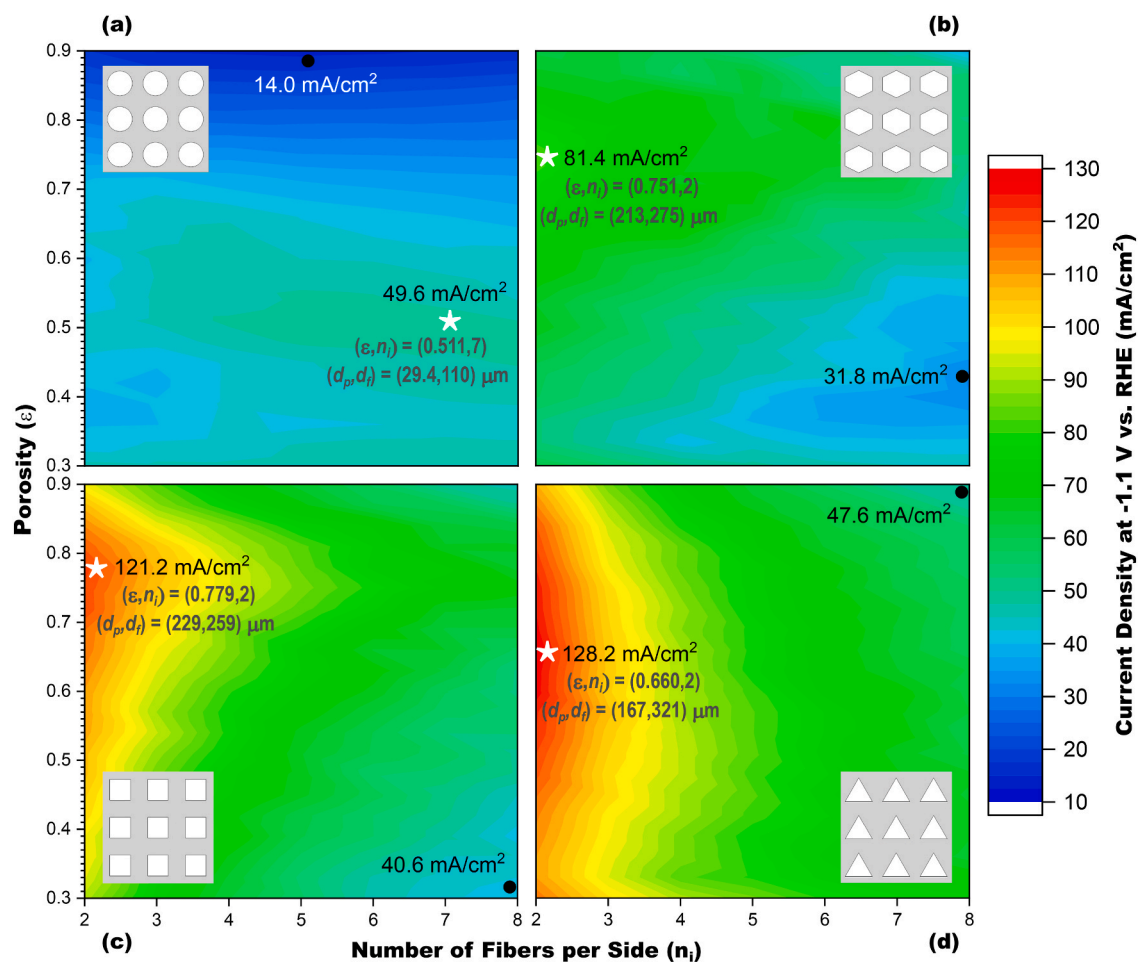 (a)
(b)
0.9
0.8
0.7
0.6
0.5
0.4
0.3
14.0 mA/cm²
49.6 mA/cm²
(ε,nᵢ) = (0.511,7)
(dₚ,d_f) = (29.4,110) μm
81.4 mA/cm²
(ε,nᵢ) = (0.751,2)
(dₚ,d_f) = (213,275) μm
31.8 mA/cm²
Porosity (ε)
0.9
0.8
0.7
0.6
0.5
0.4
0.3
121.2 mA/cm²
(ε,nᵢ) = (0.779,2)
(dₚ,d_f) = (229,259) μm
40.6 mA/cm²
47.6 mA/cm²
128.2 mA/cm²
(ε,nᵢ) = (0.660,2)
(dₚ,d_f) = (167,321) μm
2 3 4 5 6 7 8
2 3 4 5 6 7 8
(c)
Number of Fibers per Side (nᵢ)
(d)
130
120
110
100
90
80
70
60
50
40
30
20
10
Current Density at -1.1 V vs. RHE (mA/cm²)